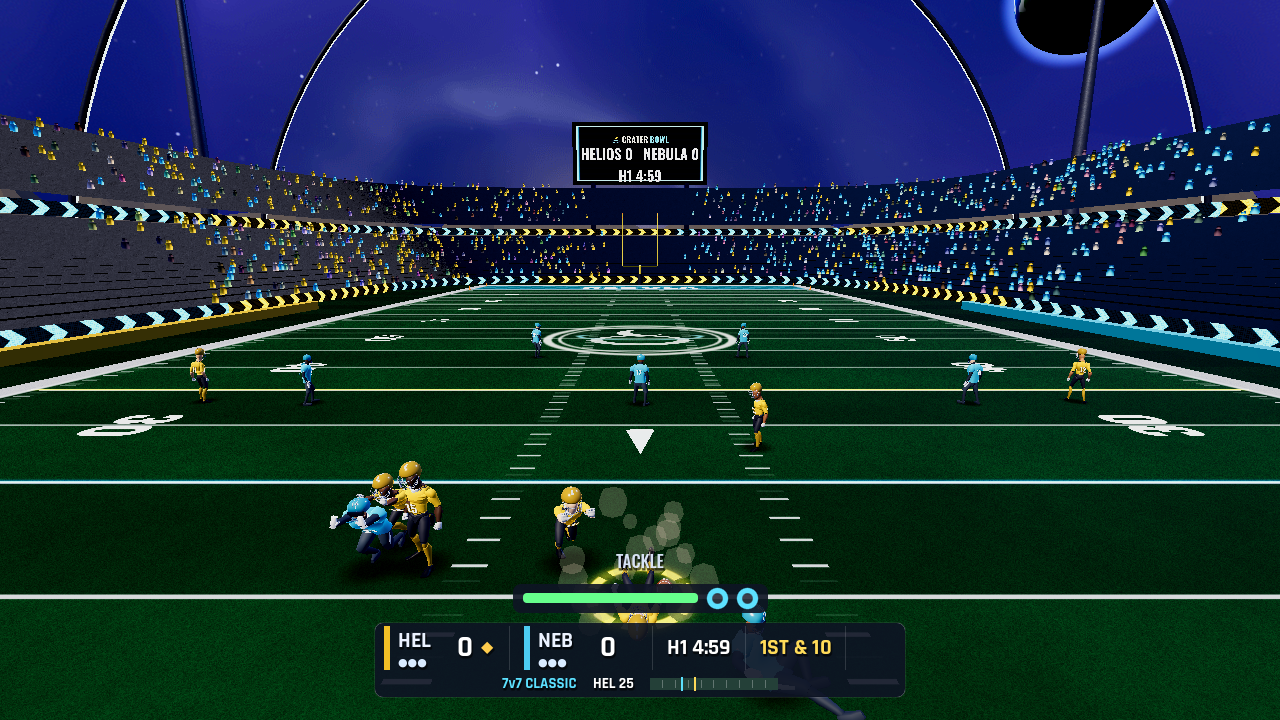 CRATER BOWL
HELIOS 0 NEBULA 0
H1 4:59
TACKLE
HEL 0 NEB 0 H1 4:59 1ST & 10
7v7 CLASSIC HEL 25